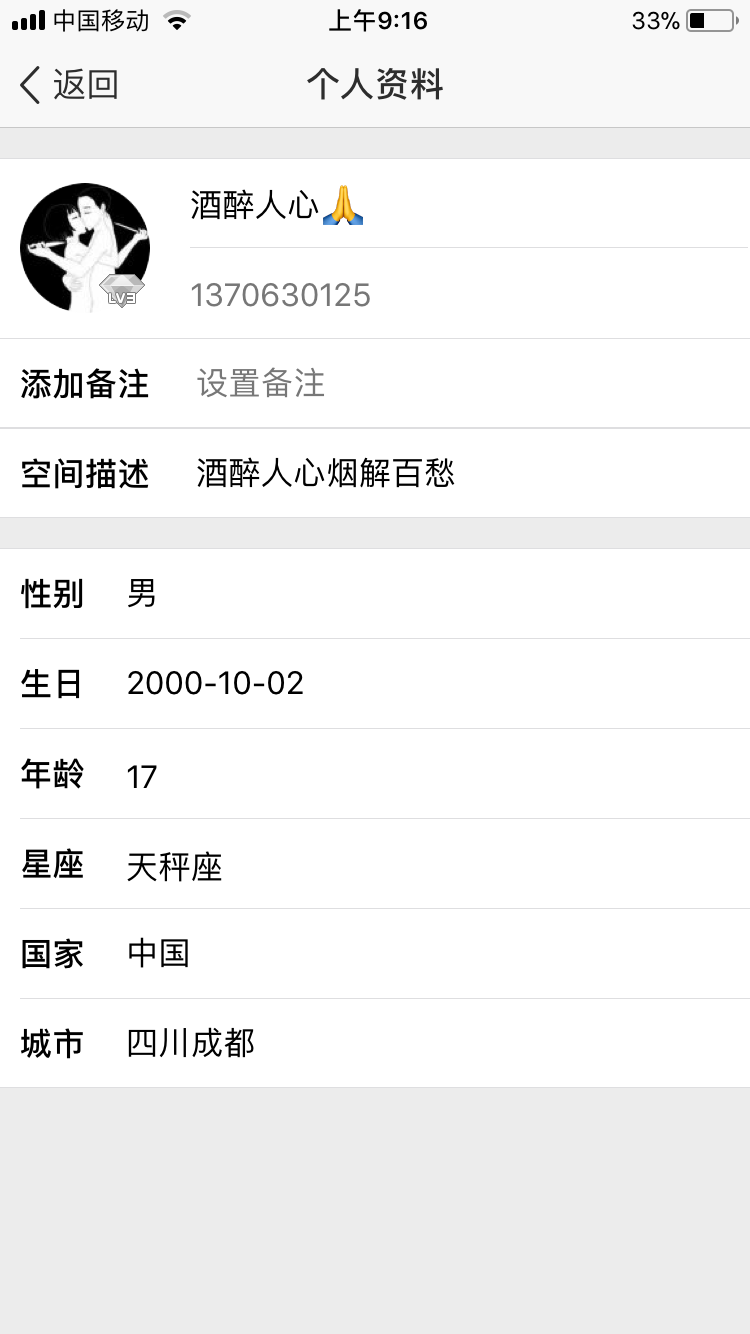 中国移动 上午9:16 33%
返回 个人资料
酒醉人心🙏
LV3
1370630125
添加备注 设置备注
空间描述 酒醉人心烟解百愁
性别 男
生日 2000-10-02
年龄 17
星座 天秤座
国家 中国
城市 四川成都